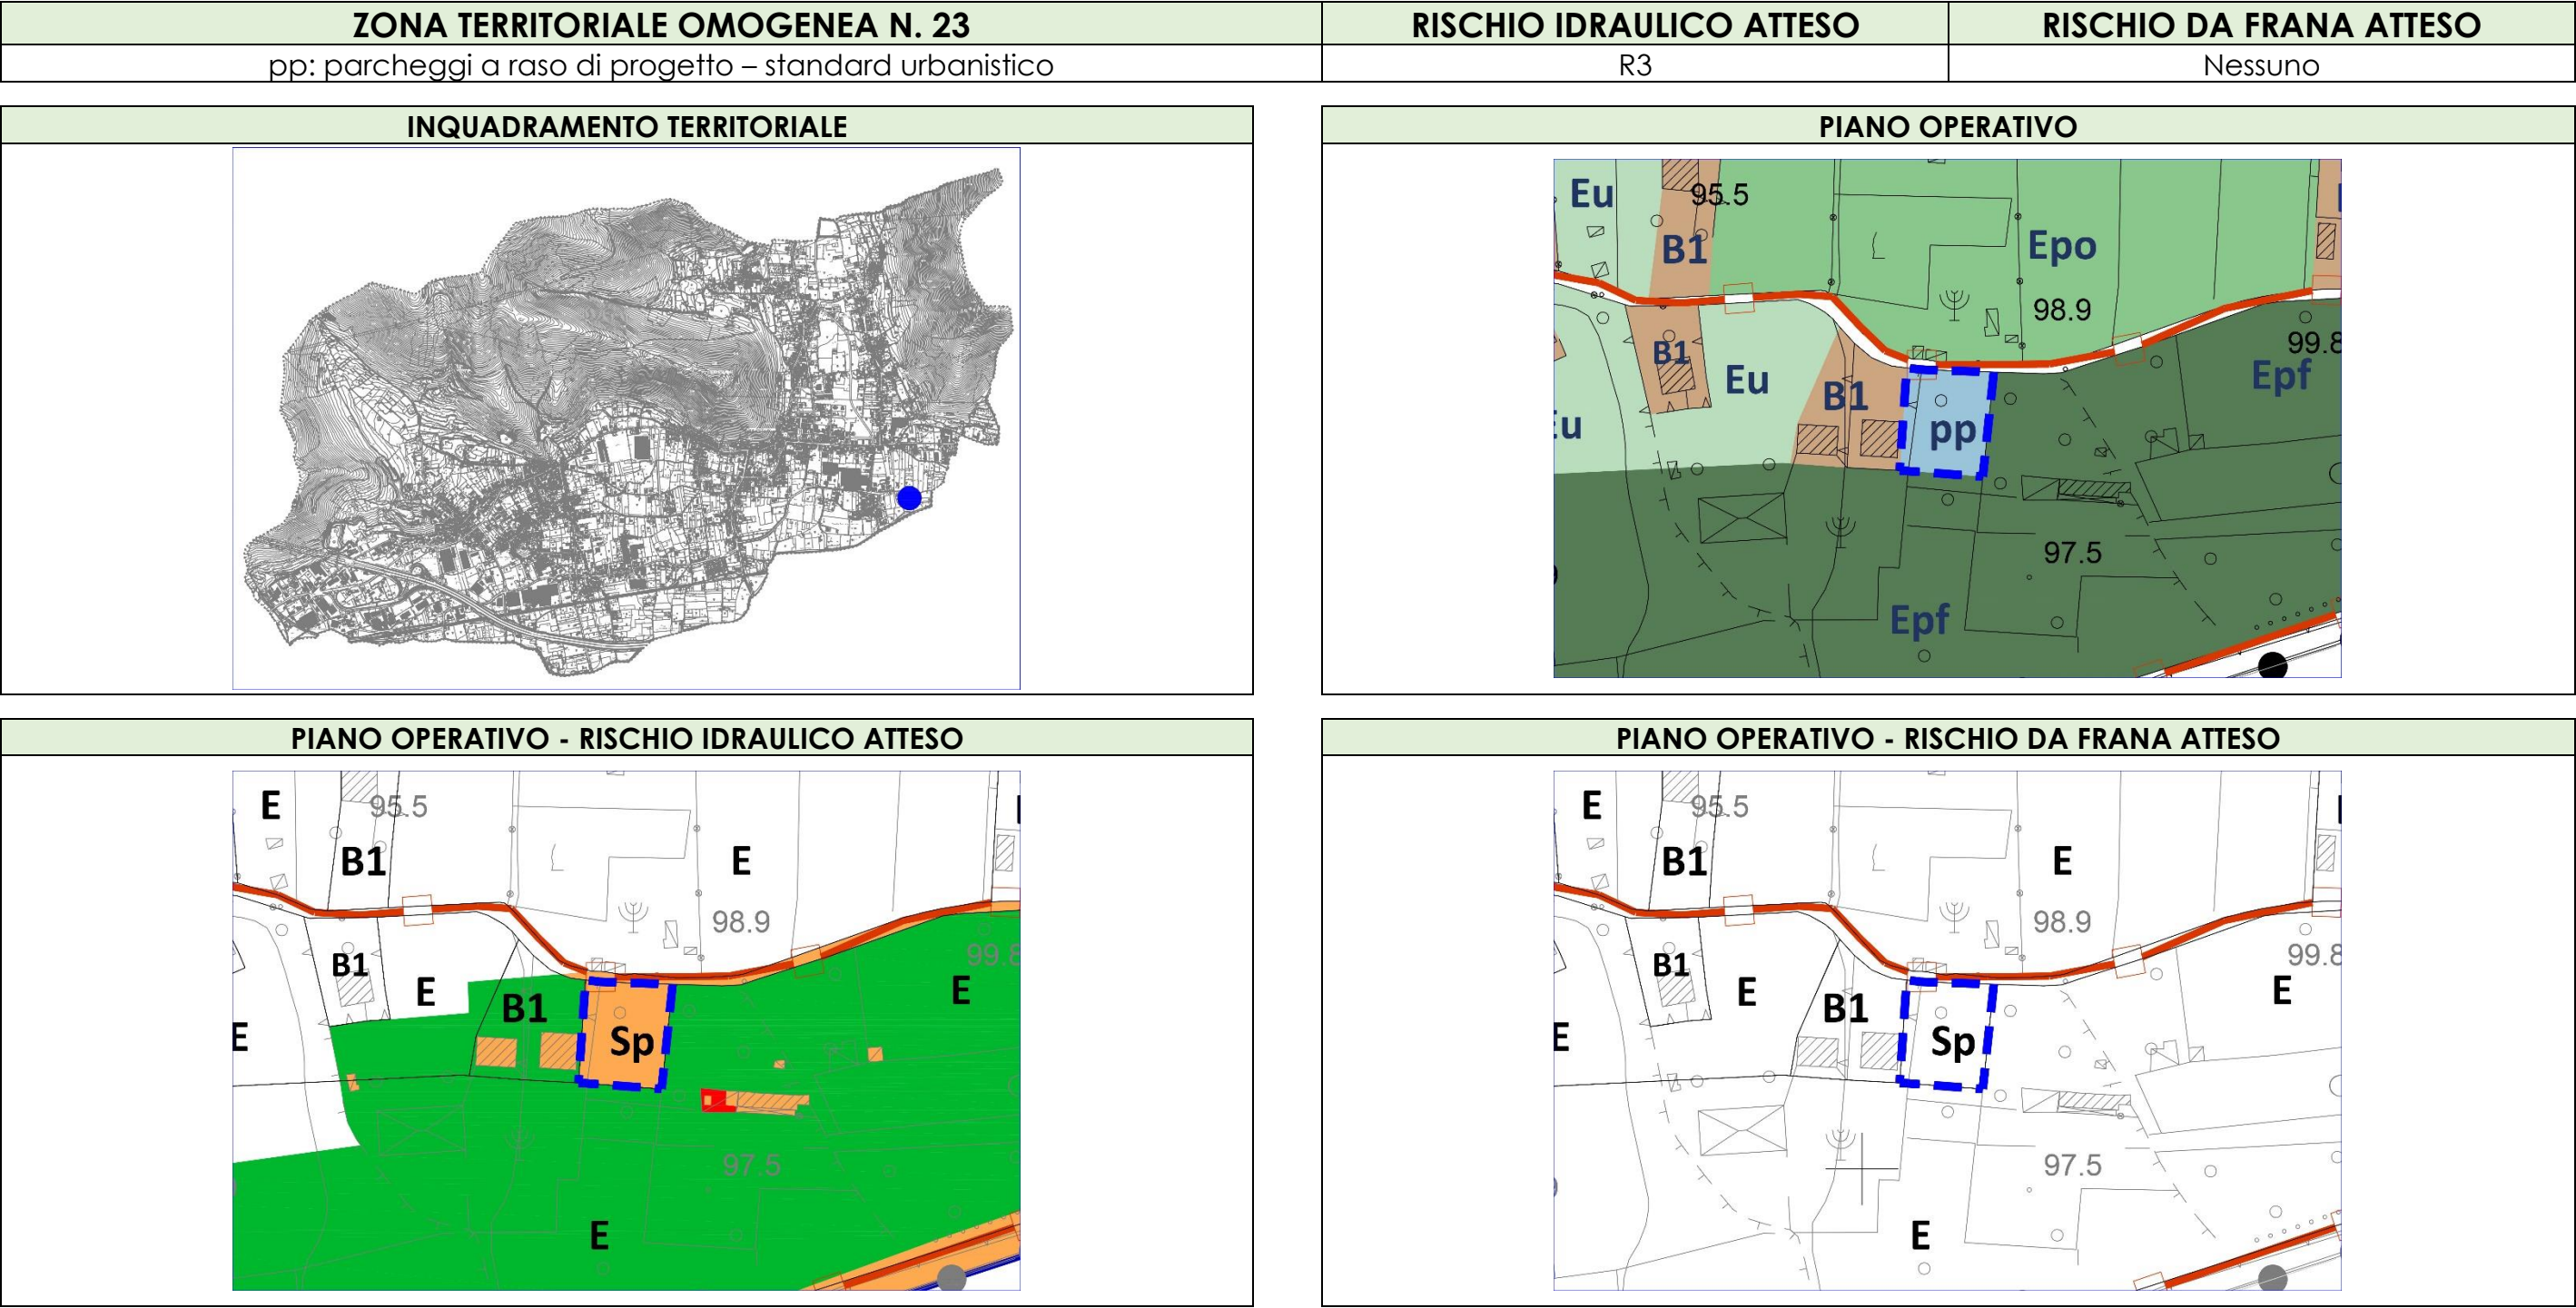 ZONA TERRITORIALE OMOGENEA N. 23
RISCHIO IDRAULICO ATTESO
RISCHIO DA FRANA ATTESO
pp: parcheggi a raso di progetto – standard urbanistico
R3
Nessuno
INQUADRAMENTO TERRITORIALE
PIANO OPERATIVO
Eu
95.5
B1
Epo
98.9
99.8
B1
Eu
B1
Epf
Eu
pp
97.5
Epf
PIANO OPERATIVO - RISCHIO IDRAULICO ATTESO
PIANO OPERATIVO - RISCHIO DA FRANA ATTESO
E
95.5
B1
E
98.9
99.8
B1
E
B1
E
E
Sp
97.5
E
E
95.5
B1
E
98.9
99.8
B1
E
B1
E
E
Sp
97.5
E